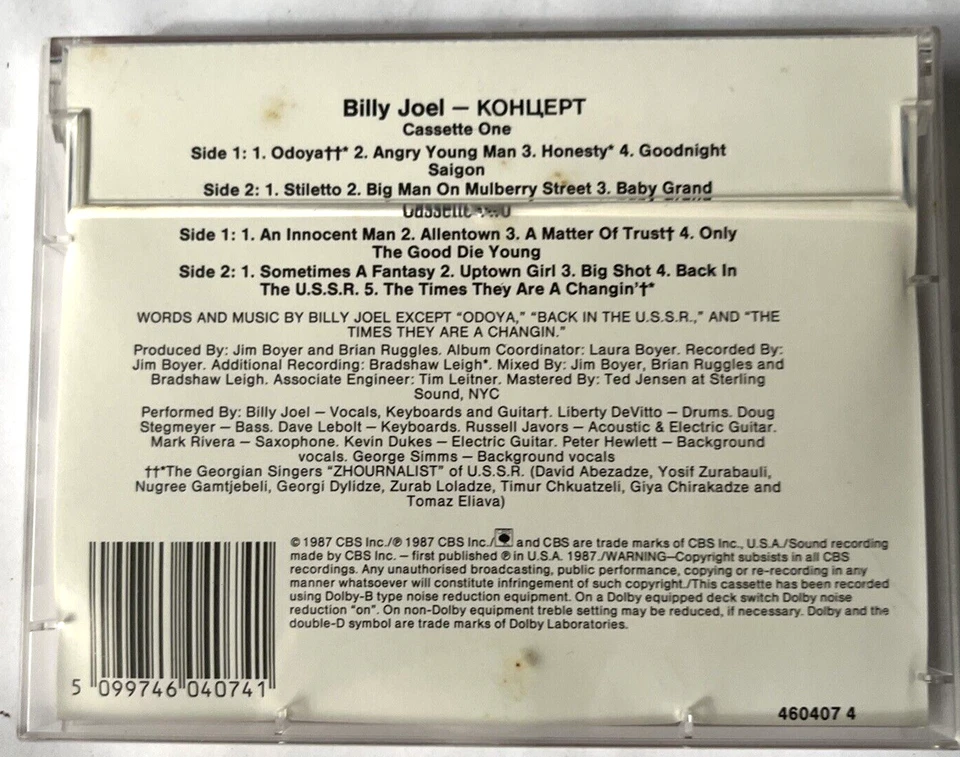 Billy Joel – КОНЦЕРТ
Cassette One
Side 1: 1. Odoya††* 2. Angry Young Man 3. Honesty* 4. Goodnight
Saigon
Side 2: 1. Stiletto 2. Big Man On Mulberry Street 3. Baby Grand
Cassette Two
Side 1: 1. An Innocent Man 2. Allentown 3. A Matter Of Trust† 4. Only
The Good Die Young
Side 2: 1. Sometimes A Fantasy 2. Uptown Girl 3. Big Shot 4. Back In
The U.S.S.R. 5. The Times They Are A Changin'†*
WORDS AND MUSIC BY BILLY JOEL EXCEPT “ODOYA,” “BACK IN THE U.S.S.R.,” AND “THE
TIMES THEY ARE A CHANGIN.”
Produced By: Jim Boyer and Brian Ruggles. Album Coordinator: Laura Boyer. Recorded By:
Jim Boyer. Additional Recording: Bradshaw Leigh*. Mixed By: Jim Boyer, Brian Ruggles and
Bradshaw Leigh. Associate Engineer: Tim Leitner. Mastered By: Ted Jensen at Sterling
Sound, NYC
Performed By: Billy Joel – Vocals, Keyboards and Guitar†. Liberty DeVitto – Drums. Doug
Stegmeyer – Bass. Dave Lebolt – Keyboards. Russell Javors – Acoustic & Electric Guitar.
Mark Rivera – Saxophone. Kevin Dukes – Electric Guitar. Peter Hewlett – Background
vocals. George Simms – Background vocals
††*The Georgian Singers “ZHOURNALIST” of U.S.S.R. (David Abezadze, Yosif Zurabauli,
Nugree Gamtjebeli, Georgi Dylidze, Zurab Loladze, Timur Chkuatzeli, Giya Chirakadze and
Tomaz Eliava)
© 1987 CBS Inc./℗ 1987 CBS Inc./ and CBS are trade marks of CBS Inc., U.S.A./Sound recording
made by CBS Inc. – first published ℗ in U.S.A. 1987./WARNING–Copyright subsists in all CBS
recordings. Any unauthorised broadcasting, public performance, copying or re-recording in any
manner whatsoever will constitute infringement of such copyright./This cassette has been recorded
using Dolby-B type noise reduction equipment. On a Dolby equipped deck switch Dolby noise
reduction “on”. On non-Dolby equipment treble setting may be reduced, if necessary. Dolby and the
double-D symbol are trade marks of Dolby Laboratories.
5 099746 040741
460407 4